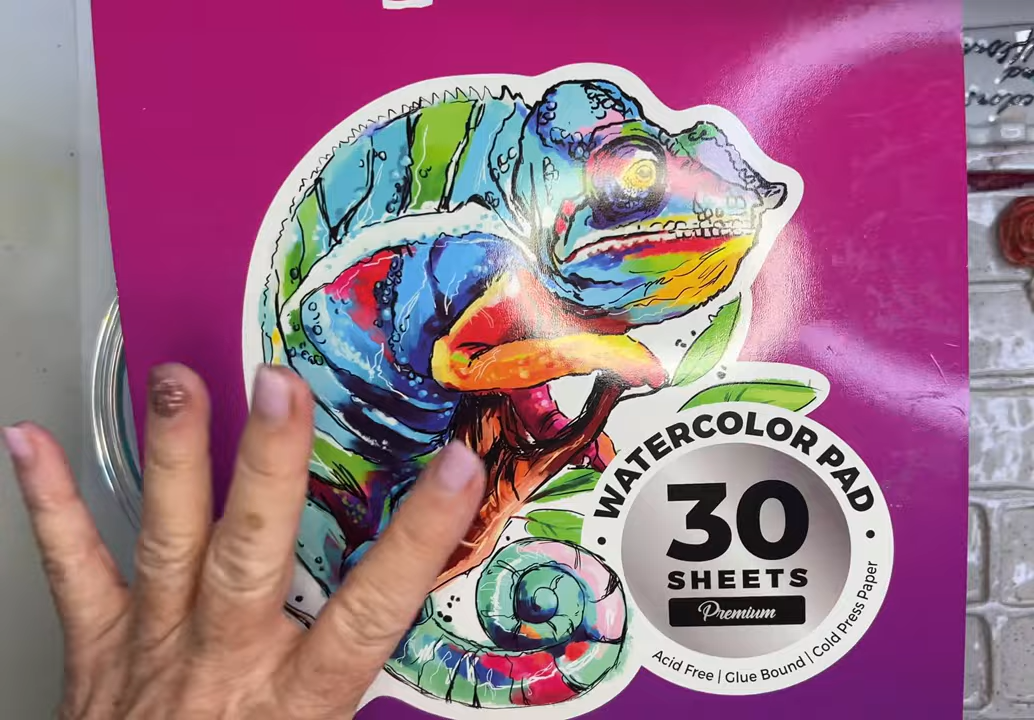 WATERCOLOR PAD
30
SHEETS
Premium
Acid Free | Glue Bound | Cold Press Paper